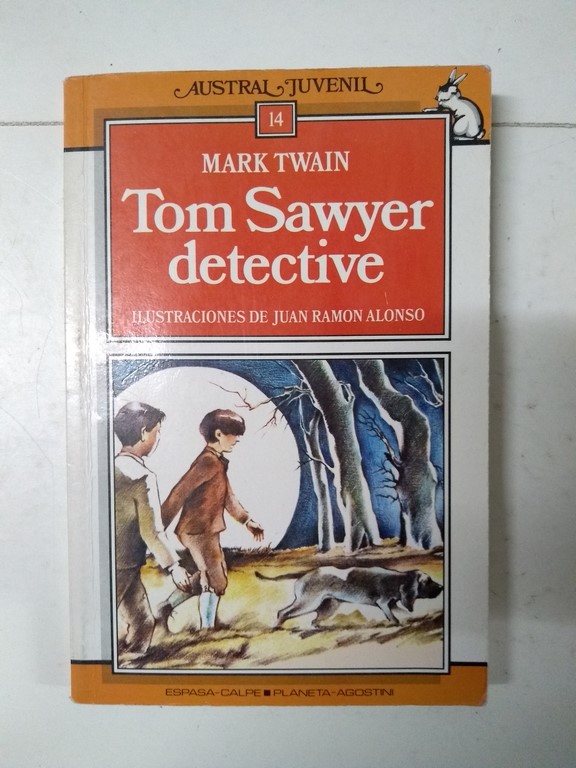 AUSTRAL JUVENIL
14
MARK TWAIN
Tom Sawyer
detective
ILUSTRACIONES DE JUAN RAMON ALONSO
ESPASA-CALPE ■ PLANETA-AGOSTINI